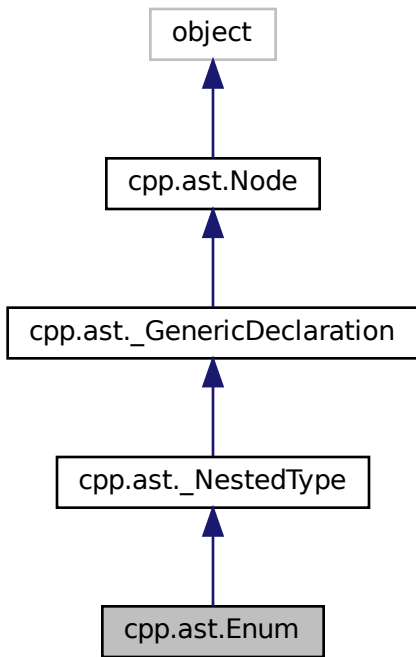 object
cpp.ast.Node
cpp.ast._GenericDeclaration
cpp.ast._NestedType
cpp.ast.Enum